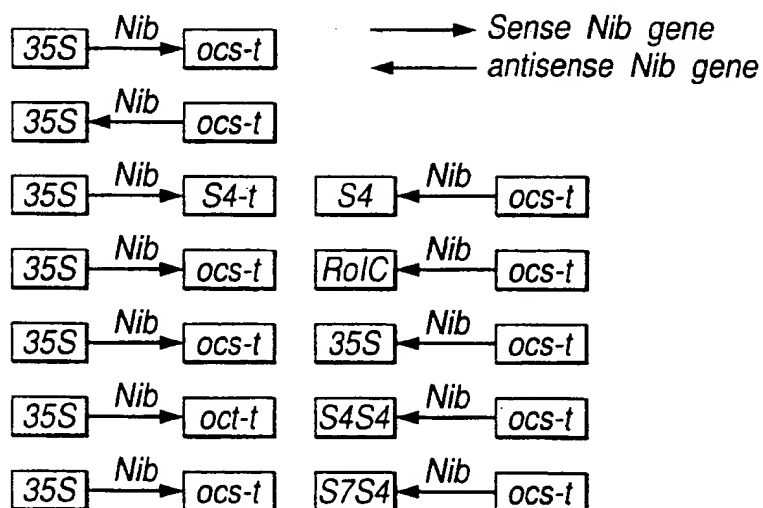 35S Nib ocs-t Sense Nib gene
antisense Nib gene
35S Nib ocs-t
35S Nib S4-t S4 Nib ocs-t
35S Nib ocs-t RolC Nib ocs-t
35S Nib ocs-t 35S Nib ocs-t
35S Nib oct-t S4S4 Nib ocs-t
35S Nib ocs-t S7S4 Nib ocs-t